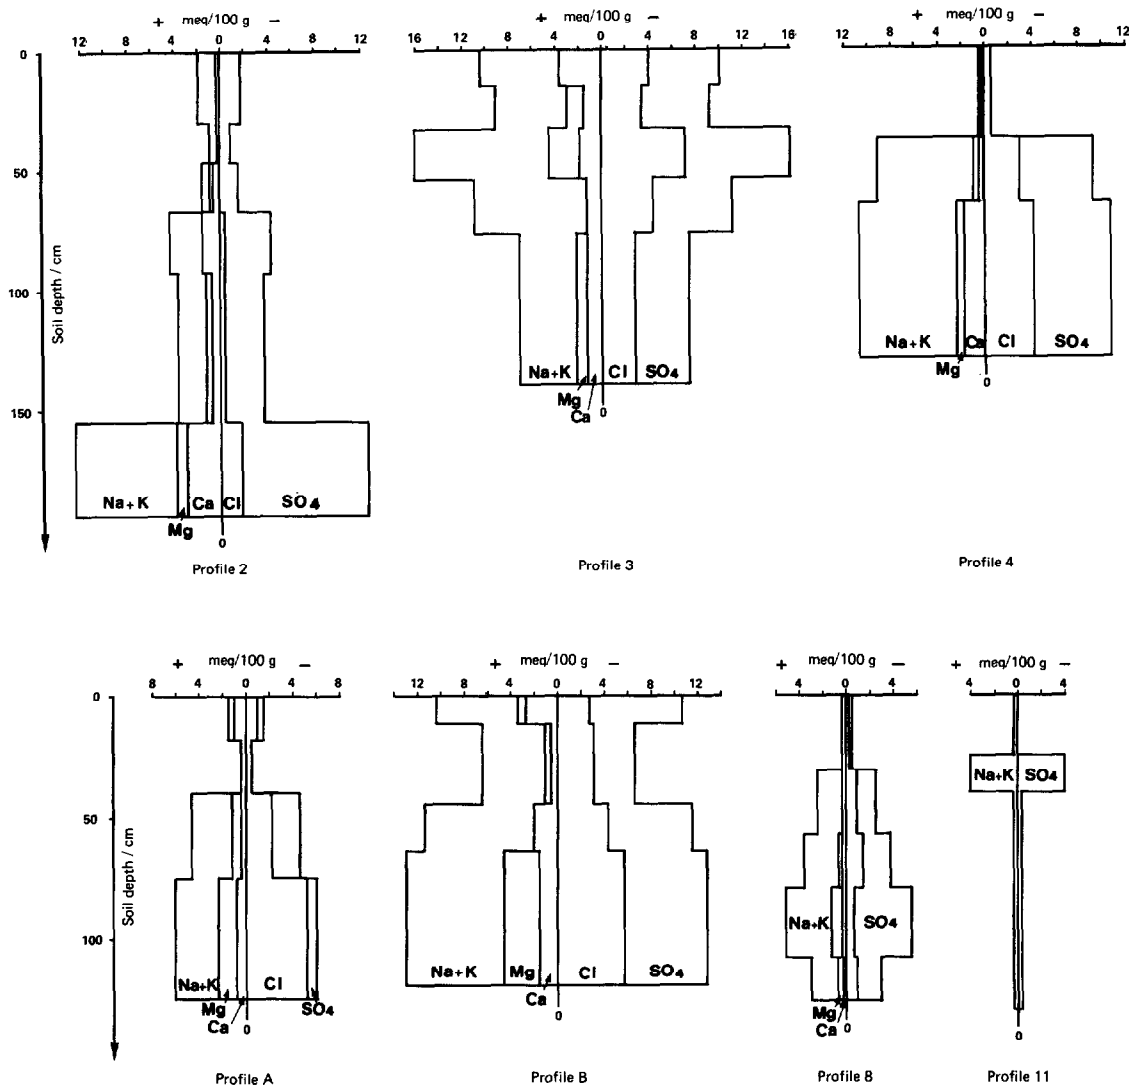 + meq/100 g −
12 8 4 0 4 8 12
0
50
100
150
Soil depth / cm
Na+K
Ca
Cl
SO4
Mg
0
Profile 2
+ meq/100 g −
16 12 8 4 0 4 8 12 16
Na+K
Cl
SO4
Mg
Ca
0
Profile 3
+ meq/100 g −
12 8 4 0 4 8 12
Na+K
Ca
Cl
SO4
Mg
0
Profile 4
+ meq/100 g −
8 4 0 4 8
0
50
100
Soil depth / cm
Na+K
Cl
Mg
SO4
Ca
0
Profile A
+ meq/100 g −
12 8 4 0 4 8 12
Na+K
Mg
Cl
SO4
Ca
0
Profile B
+ meq/100 g −
4 0 4
Na+K
SO4
Mg
Ca
0
Profile 8
+ meq/100 g −
4 0 4
Na+K
SO4
0
Profile 11